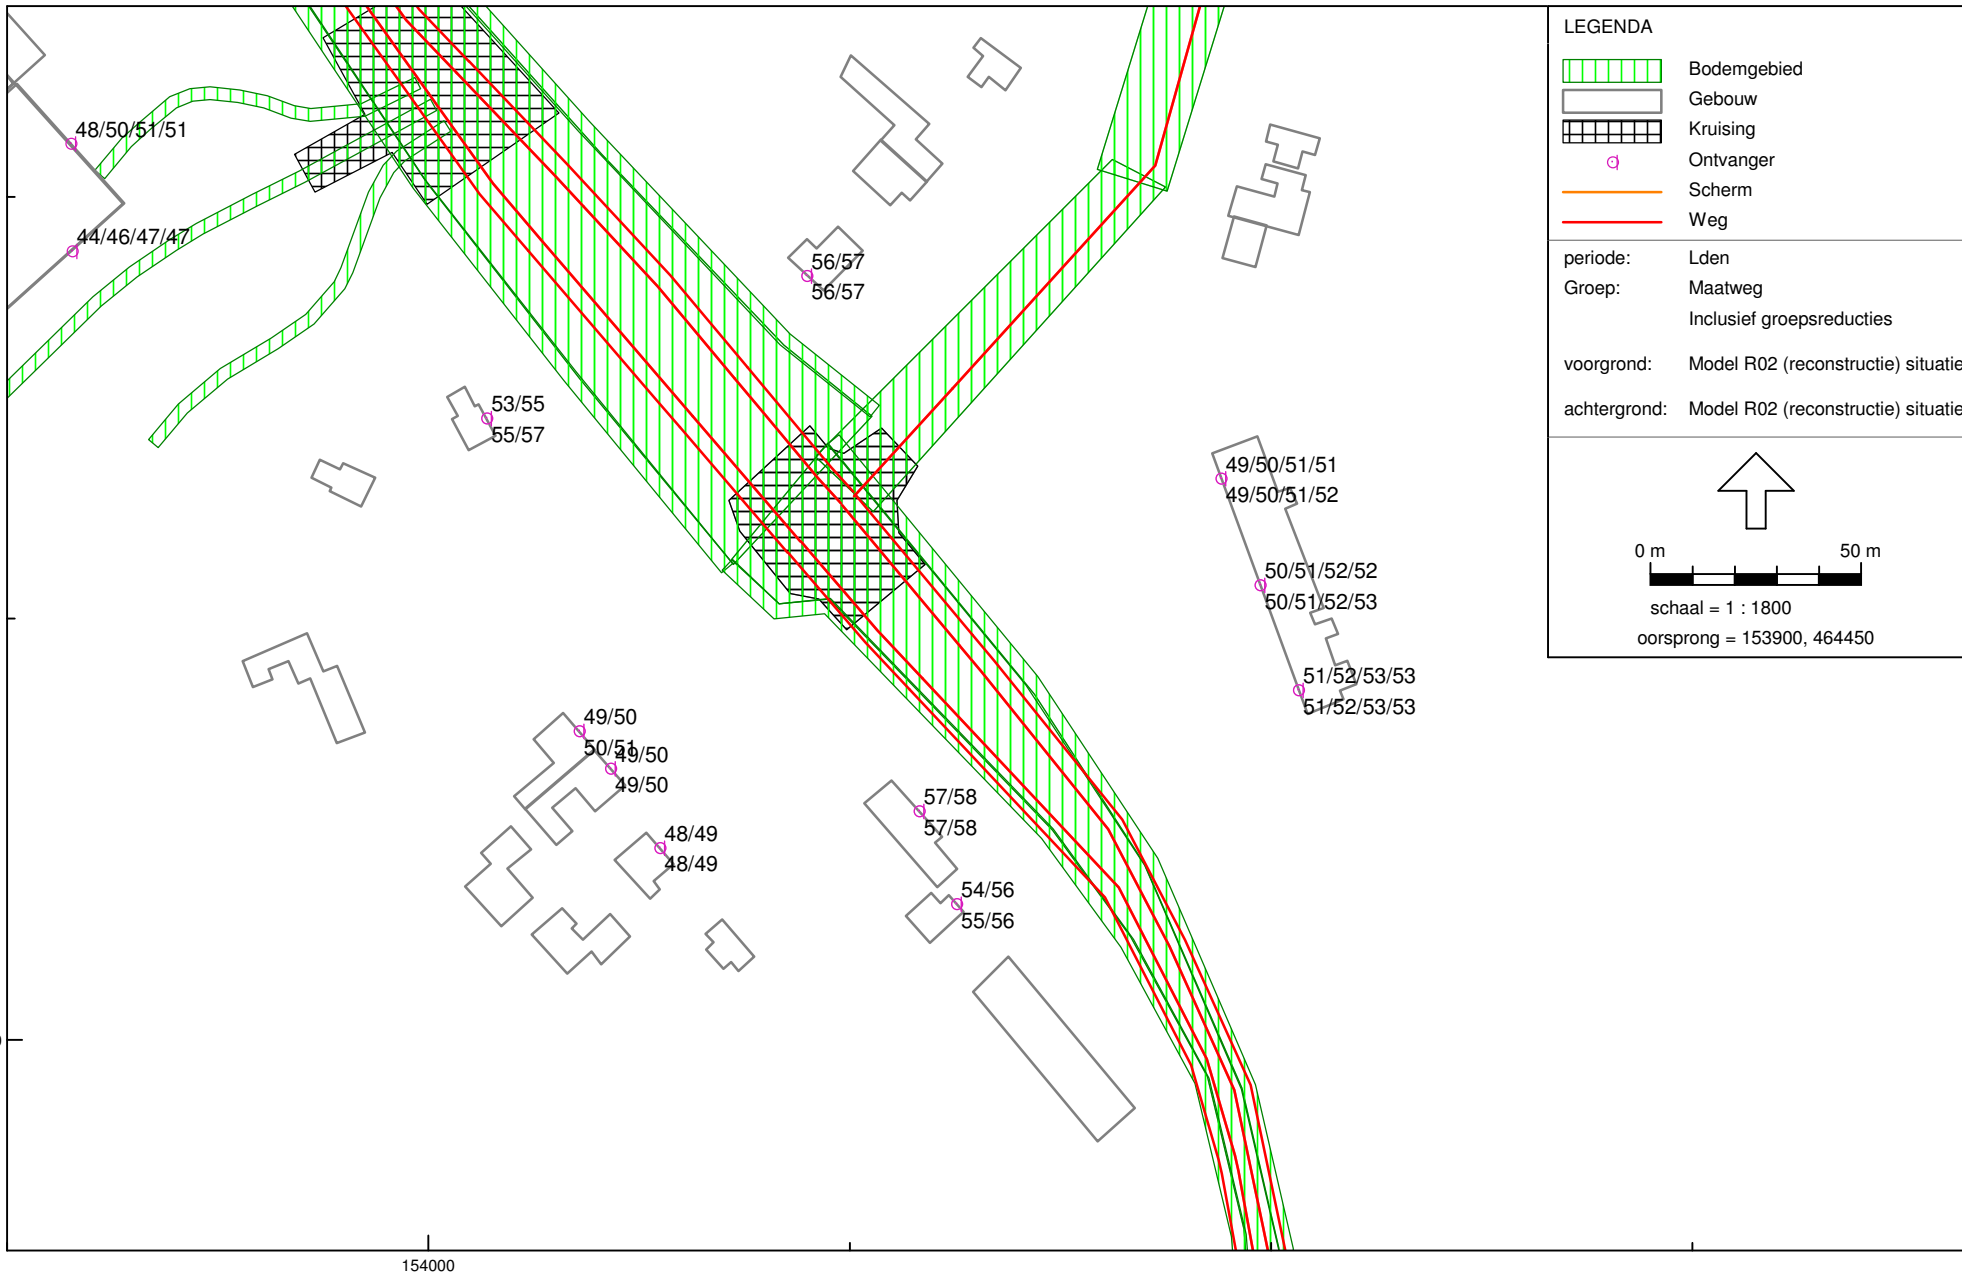 LEGENDA
Bodemgebied
Gebouw
Kruising
Ontvanger
Scherm
Weg
periode: Lden
Groep: Maatweg
Inclusief groepsreducties
voorgrond: Model R02 (reconstructie) situatie
achtergrond: Model R02 (reconstructie) situatie
0 m 50 m
schaal = 1 : 1800
oorsprong = 153900, 464450
48/50/51/51
44/46/47/47
56/57
56/57
53/55
55/57
49/50/51/51
49/50/51/52
50/51/52/52
50/51/52/53
51/52/53/53
51/52/53/53
49/50
50/51
49/50
49/50
48/49
48/49
57/58
57/58
54/56
55/56
154000